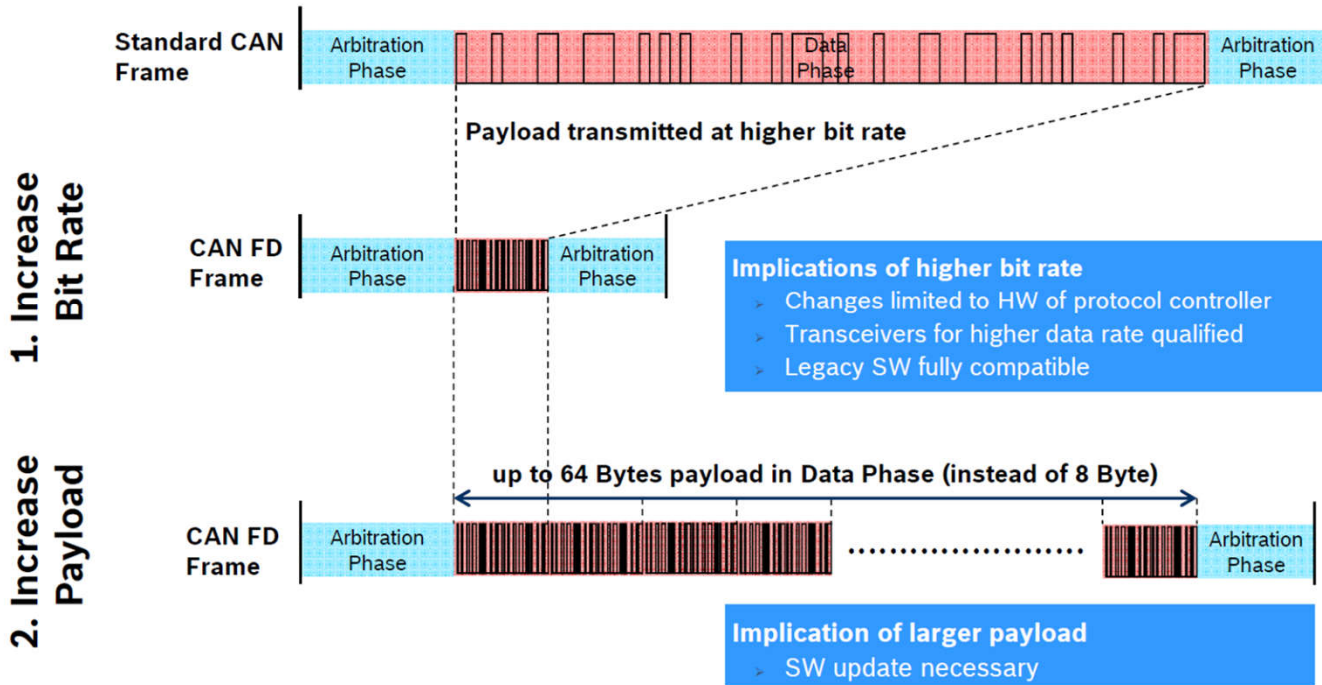 Standard CAN
Frame
Arbitration
Phase
Data
Phase
Arbitration
Phase
Payload transmitted at higher bit rate
1. Increase
Bit Rate
CAN FD
Frame
Arbitration
Phase
Arbitration
Phase
Implications of higher bit rate
➢ Changes limited to HW of protocol controller
➢ Transceivers for higher data rate qualified
➢ Legacy SW fully compatible
2. Increase
Payload
up to 64 Bytes payload in Data Phase (instead of 8 Byte)
CAN FD
Frame
Arbitration
Phase
Arbitration
Phase
Implication of larger payload
➢ SW update necessary